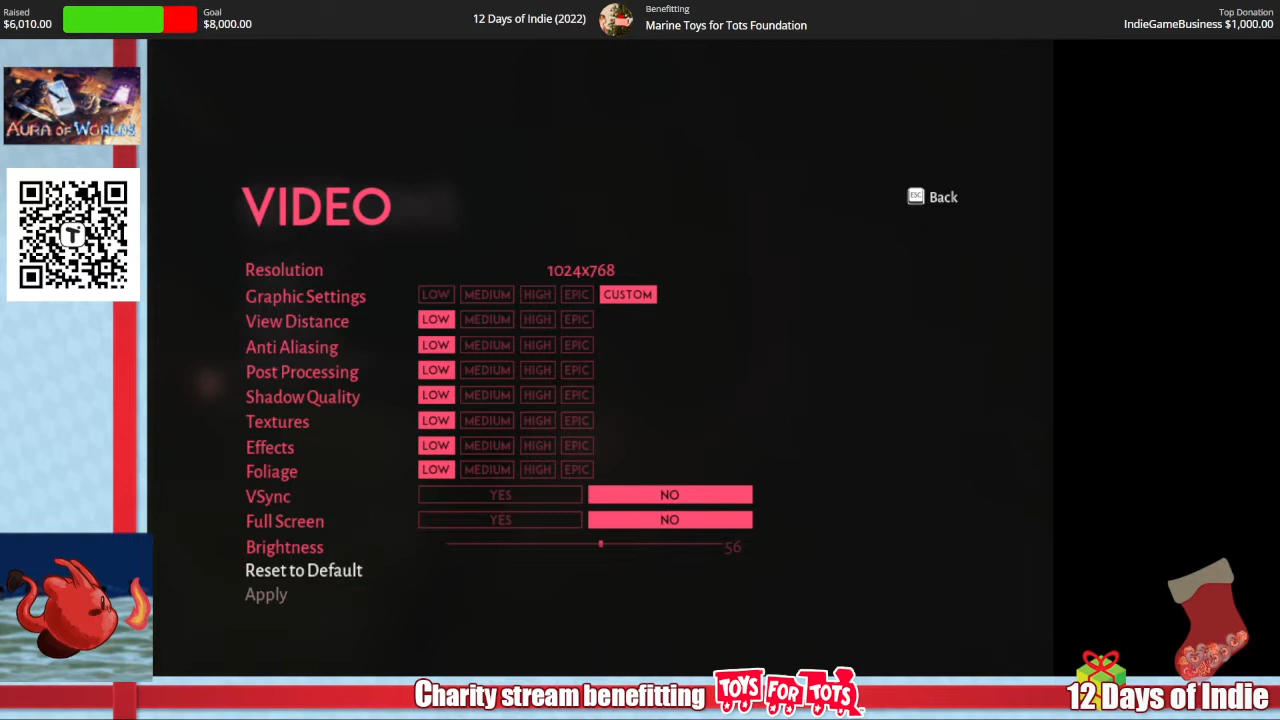 Raised
$6,010.00
Goal
$8,000.00
12 Days of Indie (2022)
Benefitting
Marine Toys for Tots Foundation
Top Donation
IndieGameBusiness $1,000.00
AURA OF WORLDS
T
VIDEO
ESC Back
Resolution 1024x768
Graphic Settings LOW MEDIUM HIGH EPIC CUSTOM
View Distance LOW MEDIUM HIGH EPIC
Anti Aliasing LOW MEDIUM HIGH EPIC
Post Processing LOW MEDIUM HIGH EPIC
Shadow Quality LOW MEDIUM HIGH EPIC
Textures LOW MEDIUM HIGH EPIC
Effects LOW MEDIUM HIGH EPIC
Foliage LOW MEDIUM HIGH EPIC
VSync YES NO
Full Screen YES NO
Brightness 56
Reset to Default
Apply
Charity stream benefitting TOYS FOR TOTS
12 Days of Indie